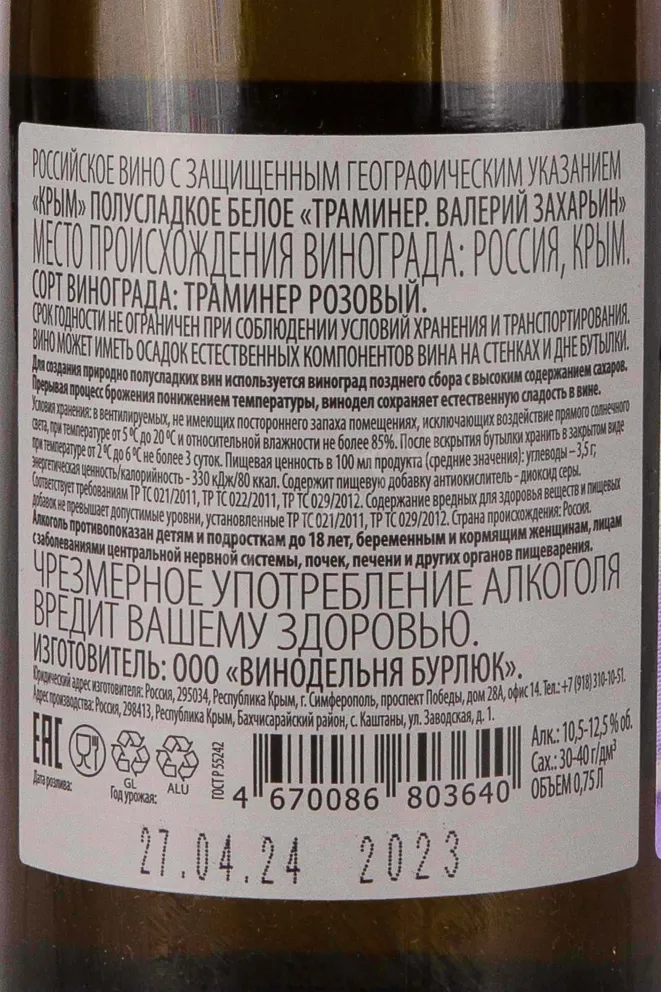 РОССИЙСКОЕ ВИНО С ЗАЩИЩЕННЫМ ГЕОГРАФИЧЕСКИМ УКАЗАНИЕМ
«КРЫМ» ПОЛУСЛАДКОЕ БЕЛОЕ «ТРАМИНЕР. ВАЛЕРИЙ ЗАХАРЬИН»
МЕСТО ПРОИСХОЖДЕНИЯ ВИНОГРАДА: РОССИЯ, КРЫМ.
СОРТ ВИНОГРАДА: ТРАМИНЕР РОЗОВЫЙ.
СРОК ГОДНОСТИ НЕ ОГРАНИЧЕН ПРИ СОБЛЮДЕНИИ УСЛОВИЙ ХРАНЕНИЯ И ТРАНСПОРТИРОВАНИЯ.
ВИНО МОЖЕТ ИМЕТЬ ОСАДОК ЕСТЕСТВЕННЫХ КОМПОНЕНТОВ ВИНА НА СТЕНКАХ И ДНЕ БУТЫЛКИ.
Для создания природно полусладких вин используется виноград позднего сбора с высоким содержанием сахаров.
Прерывая процесс брожения понижением температуры, винодел сохраняет естественную сладость в вине.
Условия хранения: в вентилируемых, не имеющих постороннего запаха помещениях, исключающих воздействие прямого солнечного
света, при температуре от 5 °С до 20 °С и относительной влажности не более 85%. После вскрытия бутылки хранить в закрытом виде
при температуре от 2 °С до 6 °С не более 3 суток. Пищевая ценность в 100 мл продукта (средние значения): углеводы – 3,5 г;
энергетическая ценность/калорийность - 330 кДж/80 ккал. Содержит пищевую добавку антиокислитель - диоксид серы.
Соответствует требованиям ТР ТС 021/2011, ТР ТС 022/2011, ТР ТС 029/2012. Содержание вредных для здоровья веществ и пищевых
добавок не превышает допустимые уровни, установленные ТР ТС 021/2011, ТР ТС 029/2012. Страна происхождения: Россия.
Алкоголь противопоказан детям и подросткам до 18 лет, беременным и кормящим женщинам, лицам
с заболеваниями центральной нервной системы, почек, печени и других органов пищеварения.
ЧРЕЗМЕРНОЕ УПОТРЕБЛЕНИЕ АЛКОГОЛЯ
ВРЕДИТ ВАШЕМУ ЗДОРОВЬЮ.
ИЗГОТОВИТЕЛЬ: ООО «ВИНОДЕЛЬНЯ БУРЛЮК».
Юридический адрес изготовителя: Россия, 295034, Республика Крым, г. Симферополь, проспект Победы, дом 28А, офис 14. Тел.: +7 (918) 310-10-51.
Адрес производства: Россия, 298413, Республика Крым, Бахчисарайский район, с. Каштаны, ул. Заводская, д. 1.
ЕАС
GL
ALU
ГОСТ Р 55242
Алк.: 10,5-12,5 % об.
Сах.: 30-40 г/дм³
ОБЪЕМ 0,75 Л
Дата розлива:
Год урожая:
4 670086 803640
27.04.24 2023